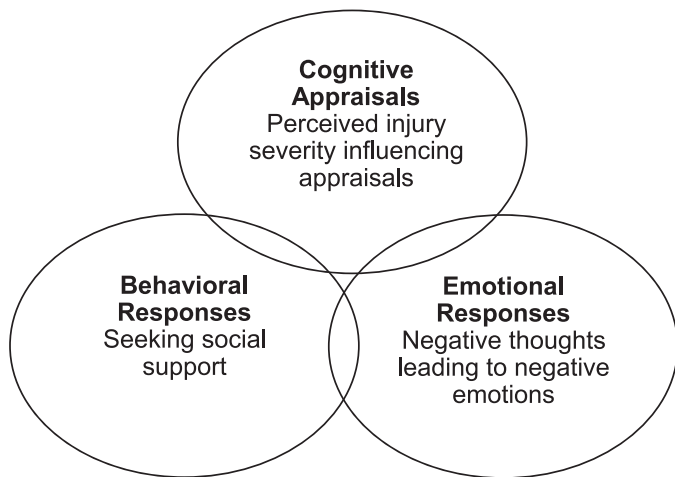 Cognitive
Appraisals
Perceived injury
severity influencing
appraisals
Behavioral
Responses
Seeking social
support
Emotional
Responses
Negative thoughts
leading to negative
emotions